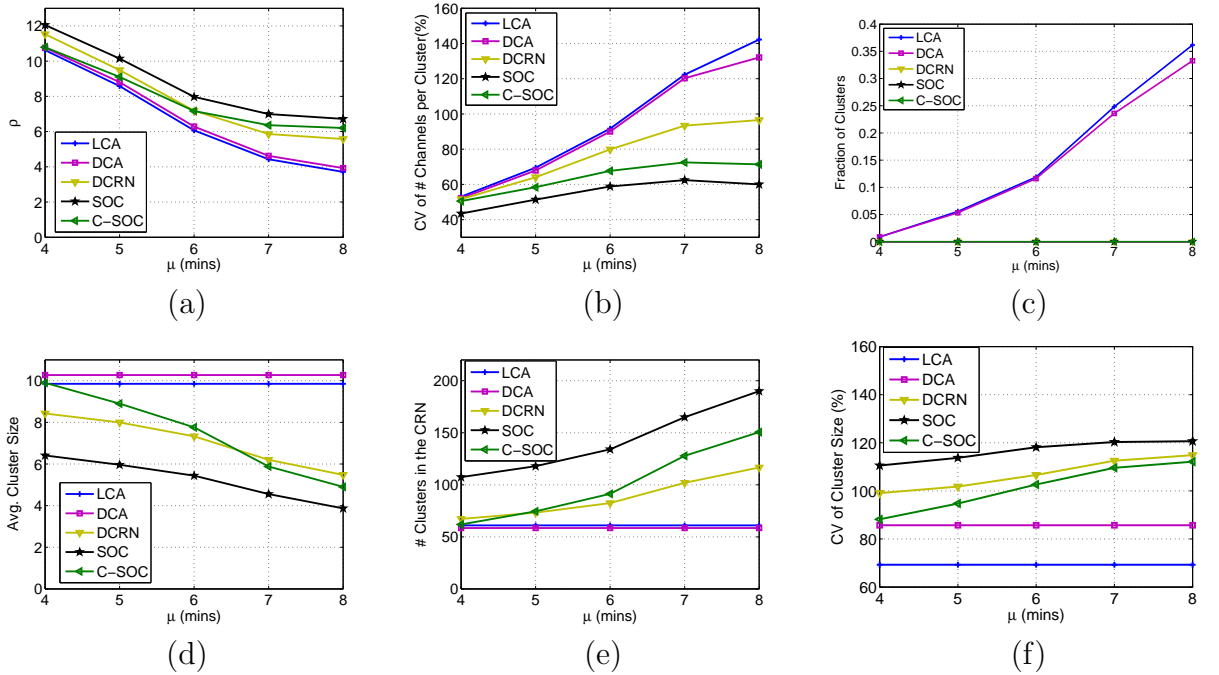 12
10
8
6
4
2
0
ρ
LCA
DCA
DCRN
SOC
C−SOC
4 5 6 7 8
μ (mins)
(a)
160
140
120
100
80
60
40
CV of # Channels per Cluster(%)
LCA
DCA
DCRN
SOC
C−SOC
4 5 6 7 8
μ (mins)
(b)
0.4
0.35
0.3
0.25
0.2
0.15
0.1
0.05
0
Fraction of Clusters
LCA
DCA
DCRN
SOC
C−SOC
4 5 6 7 8
μ (mins)
(c)
10
8
6
4
2
0
Avg. Cluster Size
LCA
DCA
DCRN
SOC
C−SOC
4 5 6 7 8
μ (mins)
(d)
200
150
100
50
0
# Clusters in the CRN
LCA
DCA
DCRN
SOC
C−SOC
4 5 6 7 8
μ (mins)
(e)
160
140
120
100
80
60
CV of Cluster Size (%)
LCA
DCA
DCRN
SOC
C−SOC
4 5 6 7 8
μ (mins)
(f)